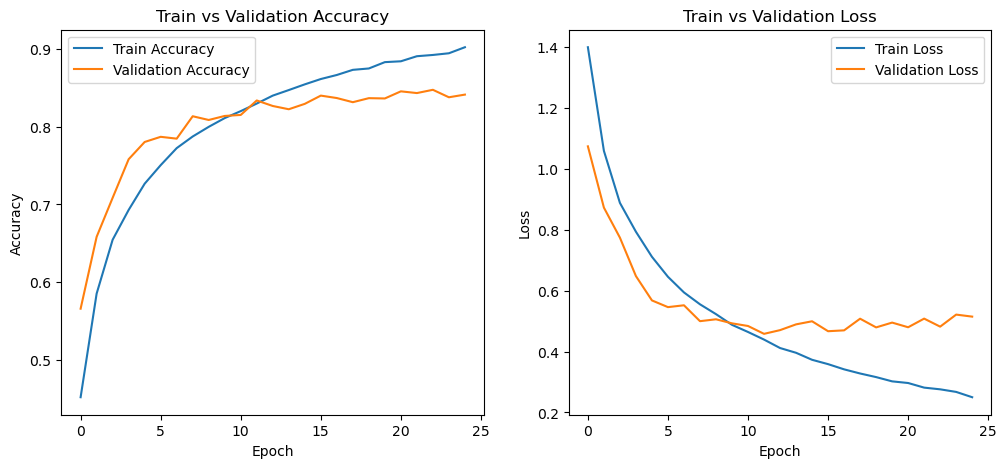 Train vs Validation Accuracy
Train Accuracy
Validation Accuracy
0.9
0.8
0.7
0.6
0.5
Accuracy
0
5
10
15
20
25
Epoch
Train vs Validation Loss
Train Loss
Validation Loss
1.4
1.2
1.0
0.8
0.6
0.4
0.2
Loss
0
5
10
15
20
25
Epoch